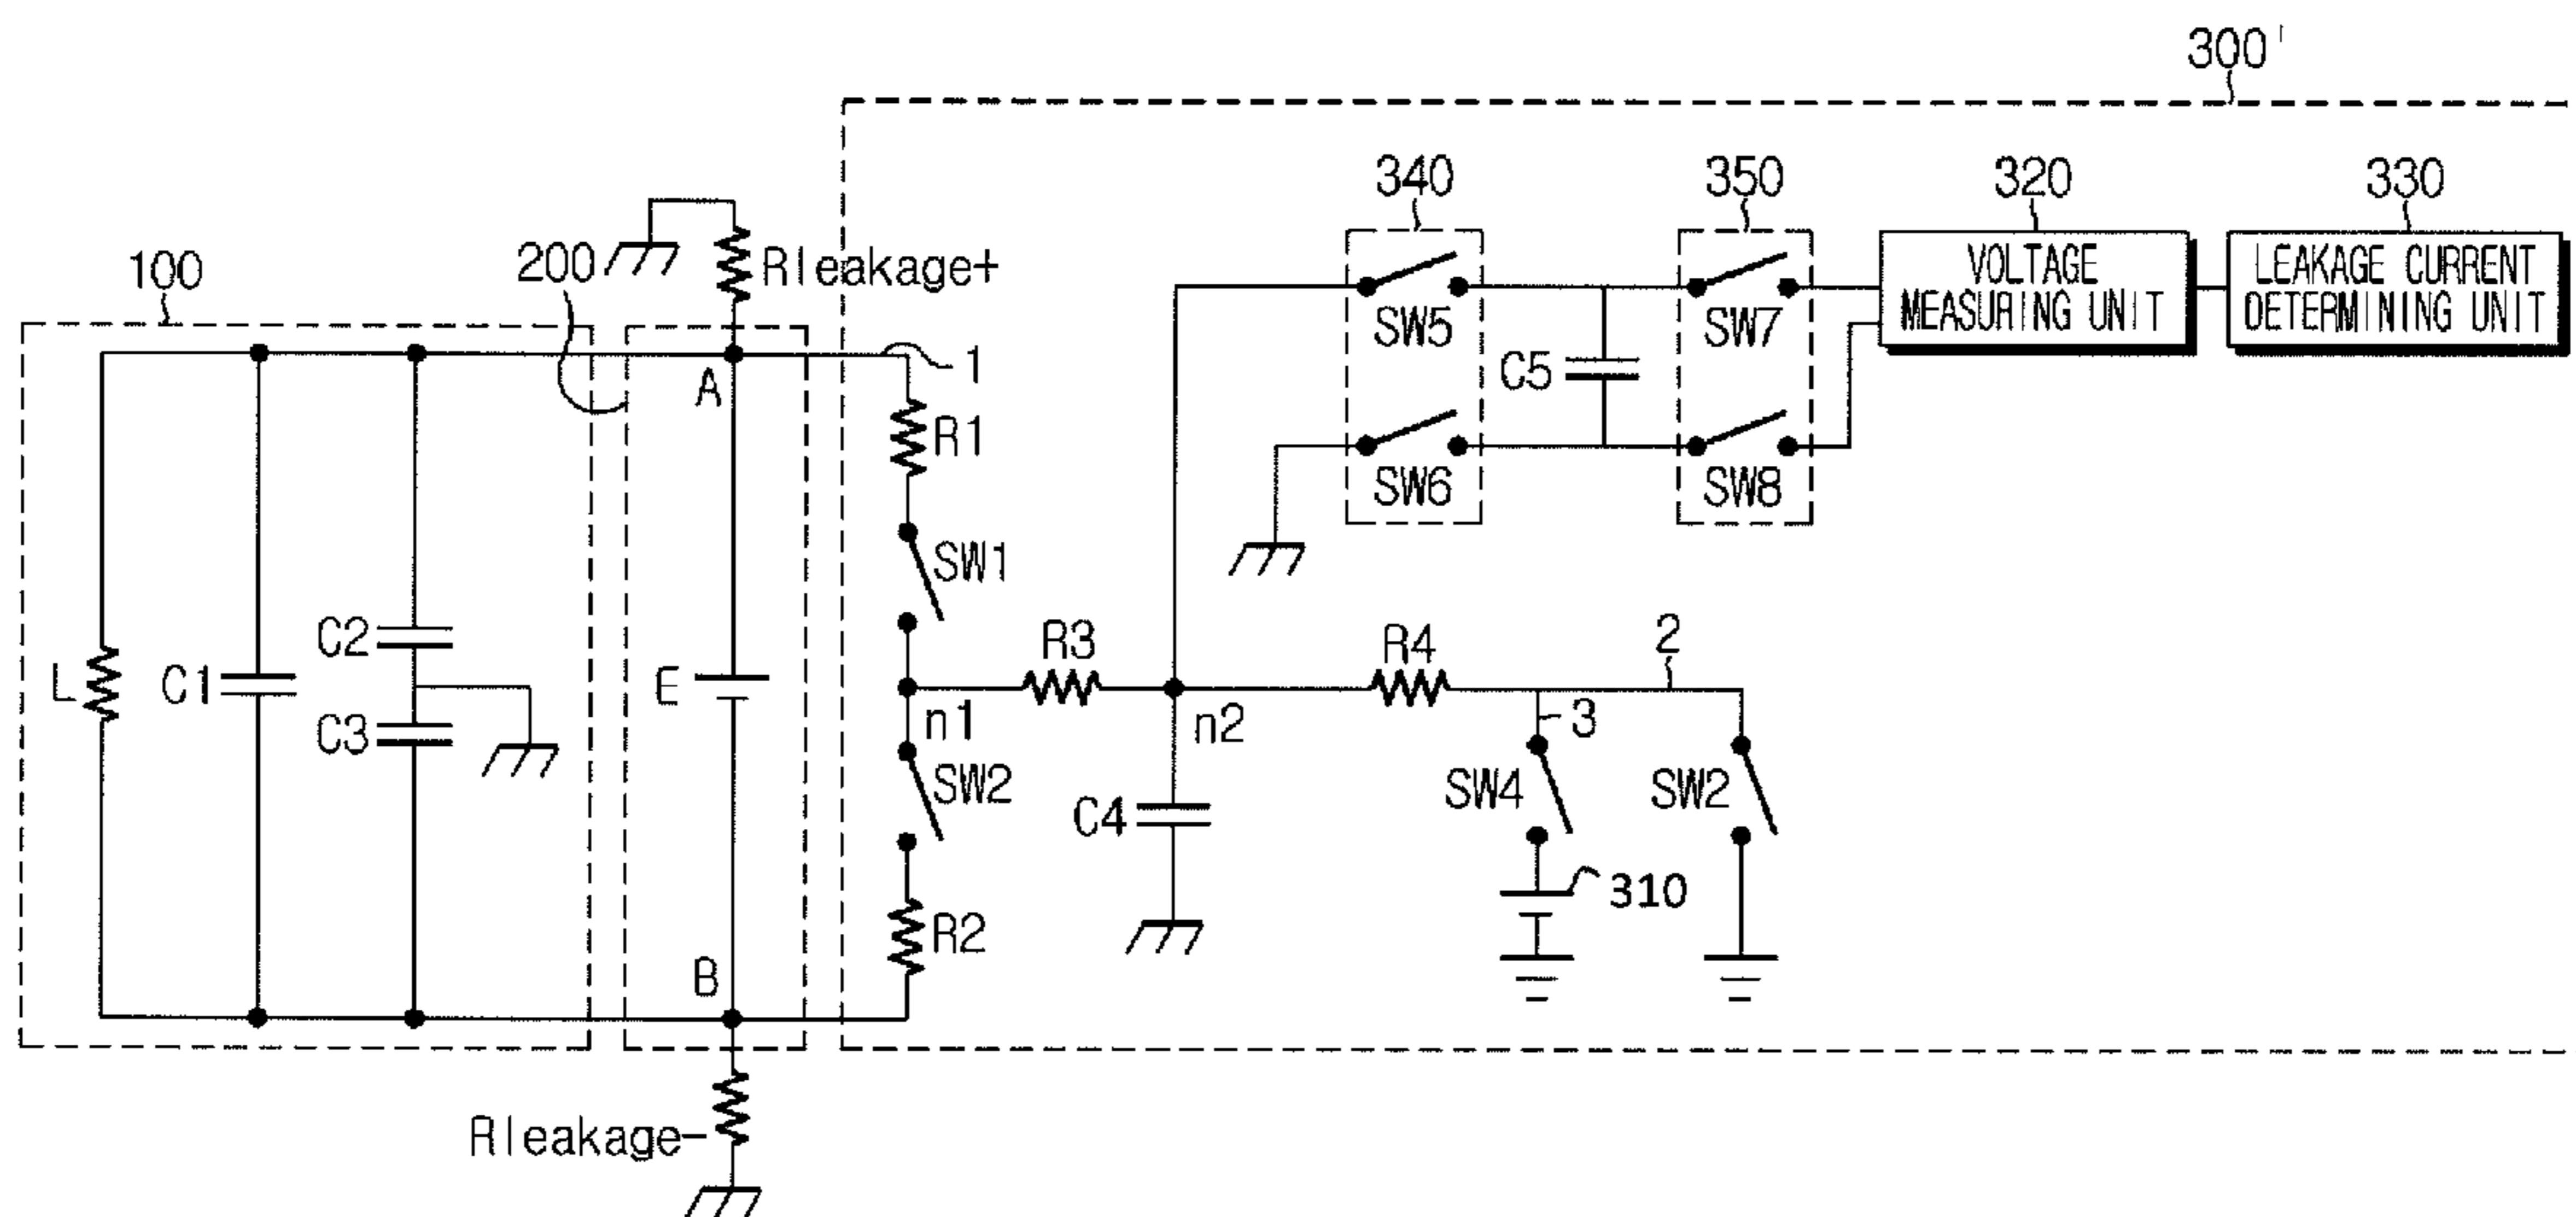 300'
340
350
320
330
100
200
Rleakage+
VOLTAGE
MEASURING UNIT
LEAKAGE CURRENT
DETERMINING UNIT
SW5
SW7
1
A
C5
R1
SW6
SW8
SW1
C2
R3
R4
2
L
C1
E
n1
n2
3
C3
SW2
C4
SW4
SW2
310
R2
B
Rleakage-